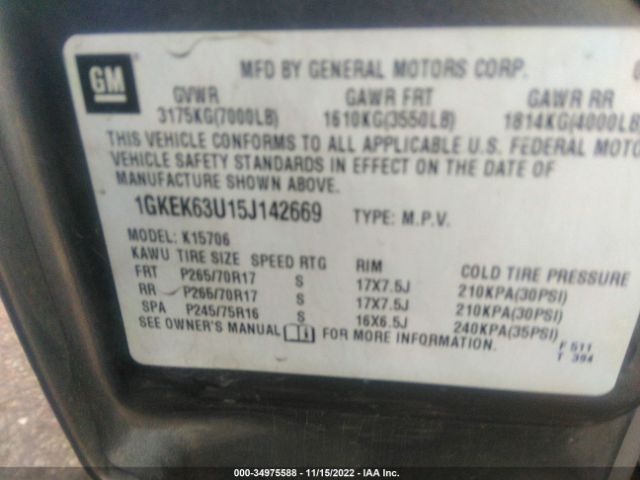 GM
MFD BY GENERAL MOTORS CORP.
GVWR GAWR FRT GAWR RR
3175KG(7000LB) 1610KG(3550LB) 1814KG(4000LB
THIS VEHICLE CONFORMS TO ALL APPLICABLE U.S. FEDERAL MOTO
VEHICLE SAFETY STANDARDS IN EFFECT ON THE DATE OF
MANUFACTURE SHOWN ABOVE.
1GKEK63U15J142669 TYPE: M.P.V.
MODEL: K15706
KAWU TIRE SIZE SPEED RTG RIM COLD TIRE PRESSURE
FRT P265/70R17 S 17X7.5J 210KPA(30PSI)
RR P265/70R17 S 17X7.5J 210KPA(30PSI)
SPA P245/75R16 S 16X6.5J 240KPA(35PSI)
SEE OWNER'S MANUAL FOR MORE INFORMATION.
F 511
T 394
000-34975588 - 11/15/2022 - IAA Inc.